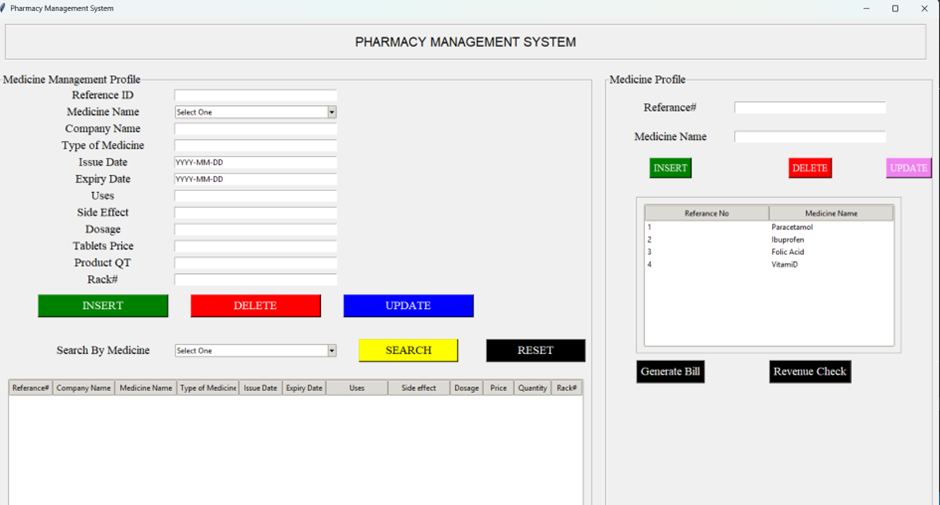 Pharmacy Management System
PHARMACY MANAGEMENT SYSTEM
Medicine Management Profile
Reference ID
Medicine Name Select One
Company Name
Type of Medicine
Issue Date YYYY-MM-DD
Expiry Date YYYY-MM-DD
Uses
Side Effect
Dosage
Tablets Price
Product QT
Rack#
INSERT DELETE UPDATE
Search By Medicine Select One SEARCH RESET
Referance# Company Name Medicine Name Type of Medicine Issue Date Expiry Date Uses Side effect Dosage Price Quantity Rack#
Medicine Profile
Referance#
Medicine Name
INSERT DELETE UPDATE
Referance No Medicine Name
1 Paracetamol
2 Ibuprofen
3 Folic Acid
4 VitamiD
Generate Bill Revenue Check